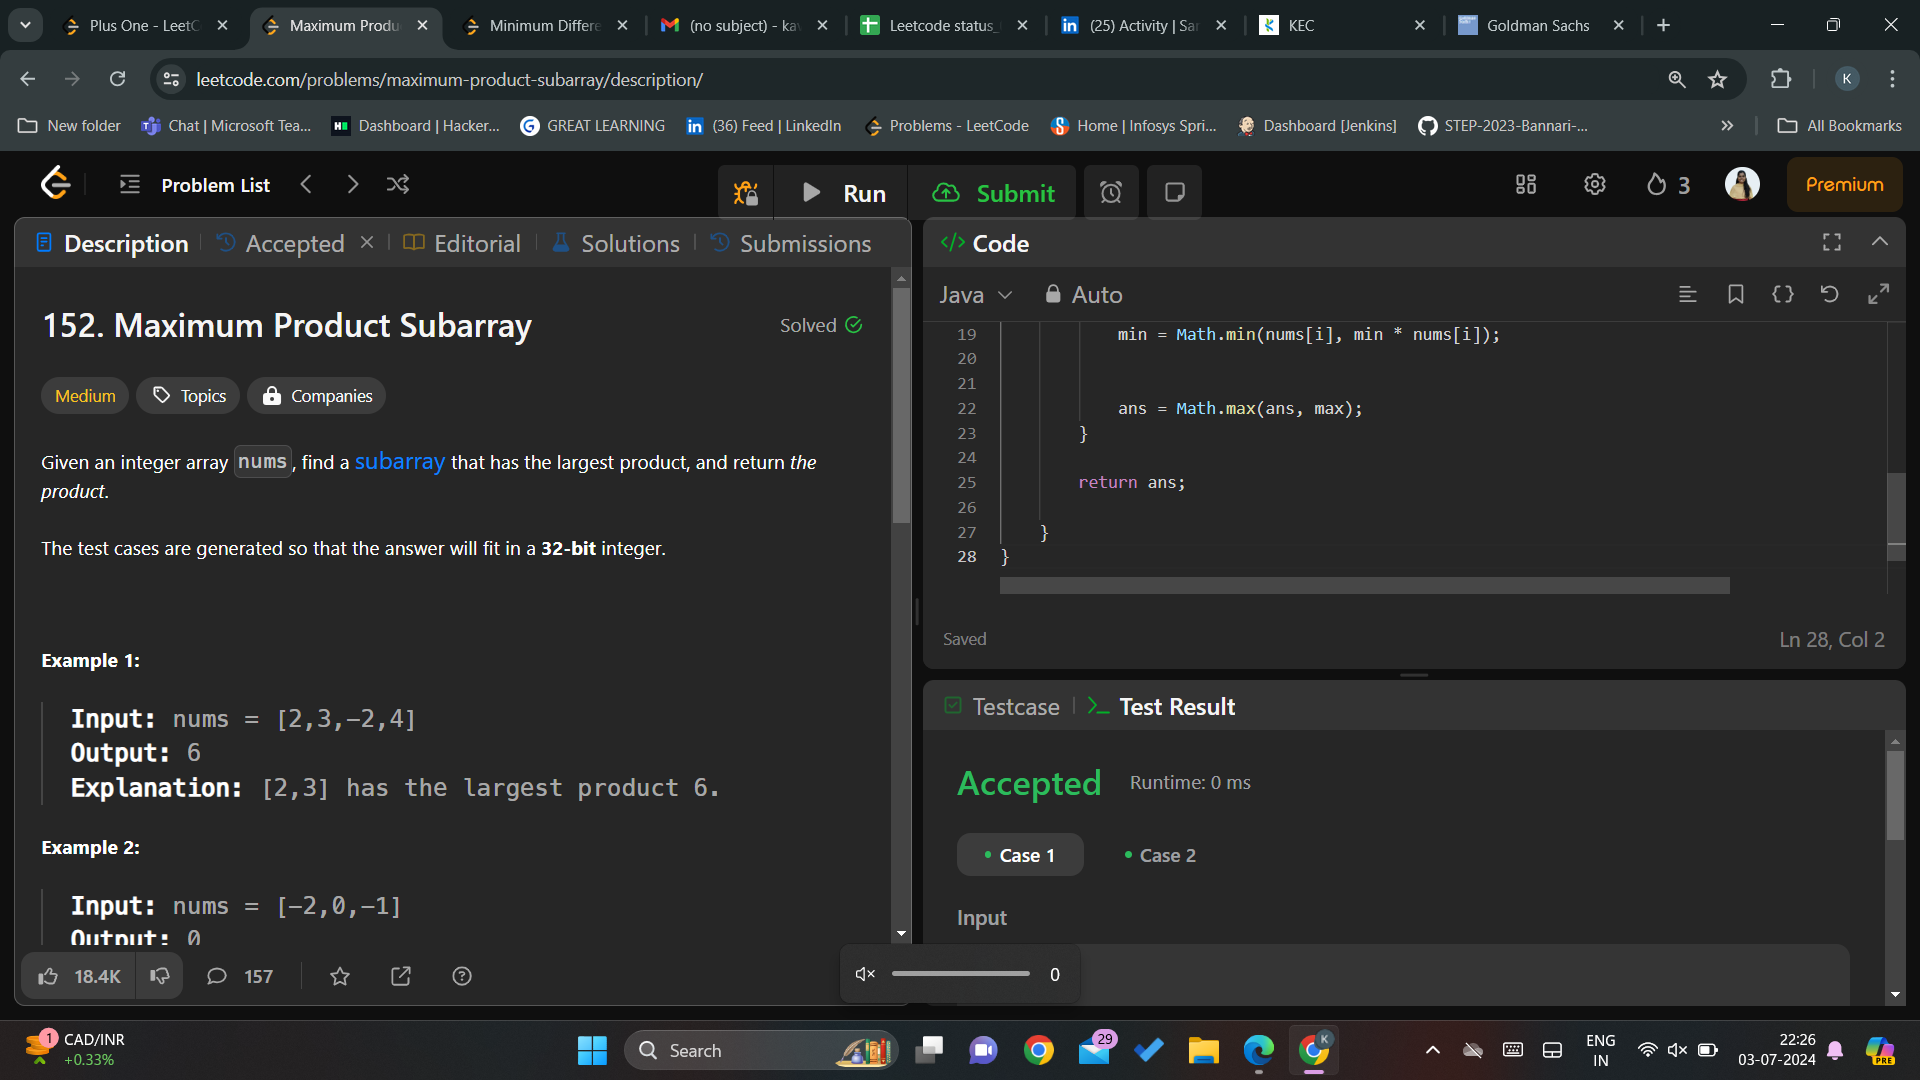 Plus One - LeetC
Maximum Produ
Minimum Differe
(no subject) - kav
Leetcode status_
(25) Activity | Sar
KEC
Goldman Sachs
leetcode.com/problems/maximum-product-subarray/description/
K
New folder
Chat | Microsoft Tea...
Dashboard | Hacker...
GREAT LEARNING
(36) Feed | LinkedIn
Problems - LeetCode
Home | Infosys Spri...
Dashboard [Jenkins]
STEP-2023-Bannari-...
All Bookmarks
Problem List
Run
Submit
3
Premium
Description
Accepted
Editorial
Solutions
Submissions
</> Code
152. Maximum Product Subarray
Solved
Medium
Topics
Companies
Given an integer array nums, find a subarray that has the largest product, and return the
product.
The test cases are generated so that the answer will fit in a 32-bit integer.
Example 1:
Input: nums = [2,3,-2,4]
Output: 6
Explanation: [2,3] has the largest product 6.
Example 2:
Input: nums = [-2,0,-1]
Output: 0
18.4K
157
Java
Auto
19 min = Math.min(nums[i], min * nums[i]);
20
21
22 ans = Math.max(ans, max);
23 }
24
25 return ans;
26
27 }
28 }
Saved
Ln 28, Col 2
Testcase
Test Result
Accepted
Runtime: 0 ms
Case 1
Case 2
Input
0
1
CAD/INR
+0.33%
Search
29
K
ENG
IN
22:26
03-07-2024
PRE